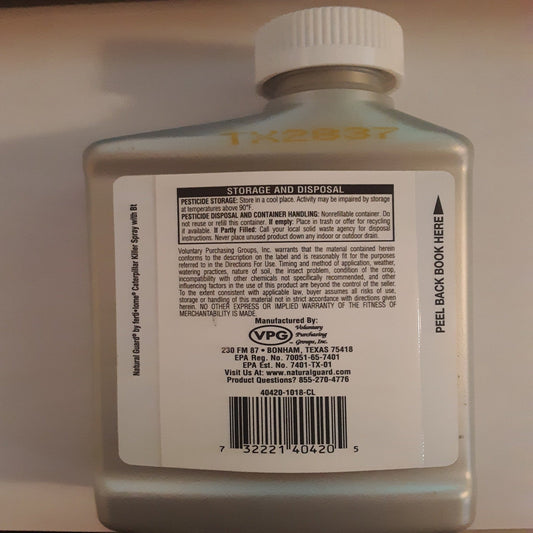 TX2837
STORAGE AND DISPOSAL
PESTICIDE STORAGE: Store in a cool place. Activity may be impaired by storage
at temperatures above 90°F.
PESTICIDE DISPOSAL AND CONTAINER HANDLING: Nonrefillable container. Do
not reuse or refill this container. If empty: Place in trash or offer for recycling
if available. If Partly Filled: Call your local solid waste agency for disposal
instructions. Never place unused product down any indoor or outdoor drain.
Voluntary Purchasing Groups, Inc. warrants that the material contained herein
conforms to the description on the label and is reasonably fit for the purposes
referred to in the Directions For Use. Timing and method of application, weather,
watering practices, nature of soil, the insect problem, condition of the crop,
incompatibility with other chemicals not specifically recommended, and other
influencing factors in the use of this product are beyond the control of the seller.
To the extent consistent with applicable law, buyer assumes all risks of use,
storage or handling of this material not in strict accordance with directions given
herein. NO OTHER EXPRESS OR IMPLIED WARRANTY OF THE FITNESS OF
MERCHANTABILITY IS MADE.
Manufactured By:
VPG Voluntary
Purchasing
Groups, Inc.
230 FM 87 • BONHAM, TEXAS 75418
EPA Reg. No. 70051-65-7401
EPA Est. No. 7401-TX-01
Visit Us At: www.naturalguard.com
Product Questions? 855-270-4776
40420-1018-CL
7 32221 40420 5
Natural Guard® by ferti•lome® Caterpillar Killer Spray with Bt
PEEL BACK BOOK HERE